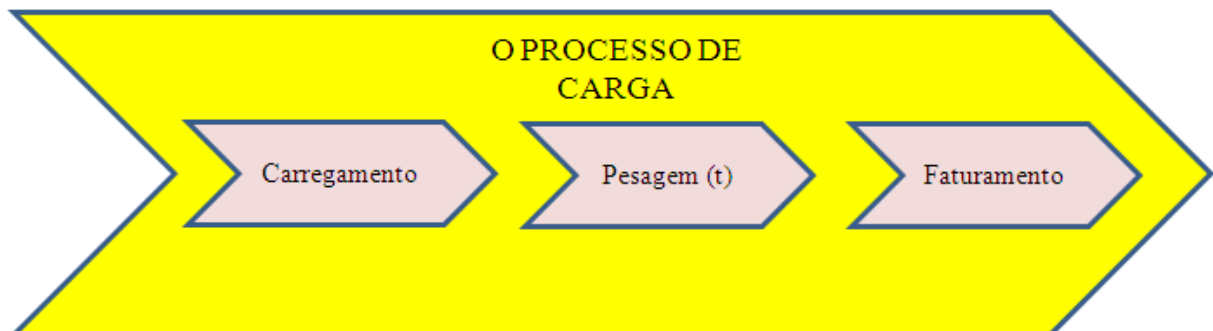 O PROCESSO DE
CARGA
Carregamento
Pesagem (t)
Faturamento